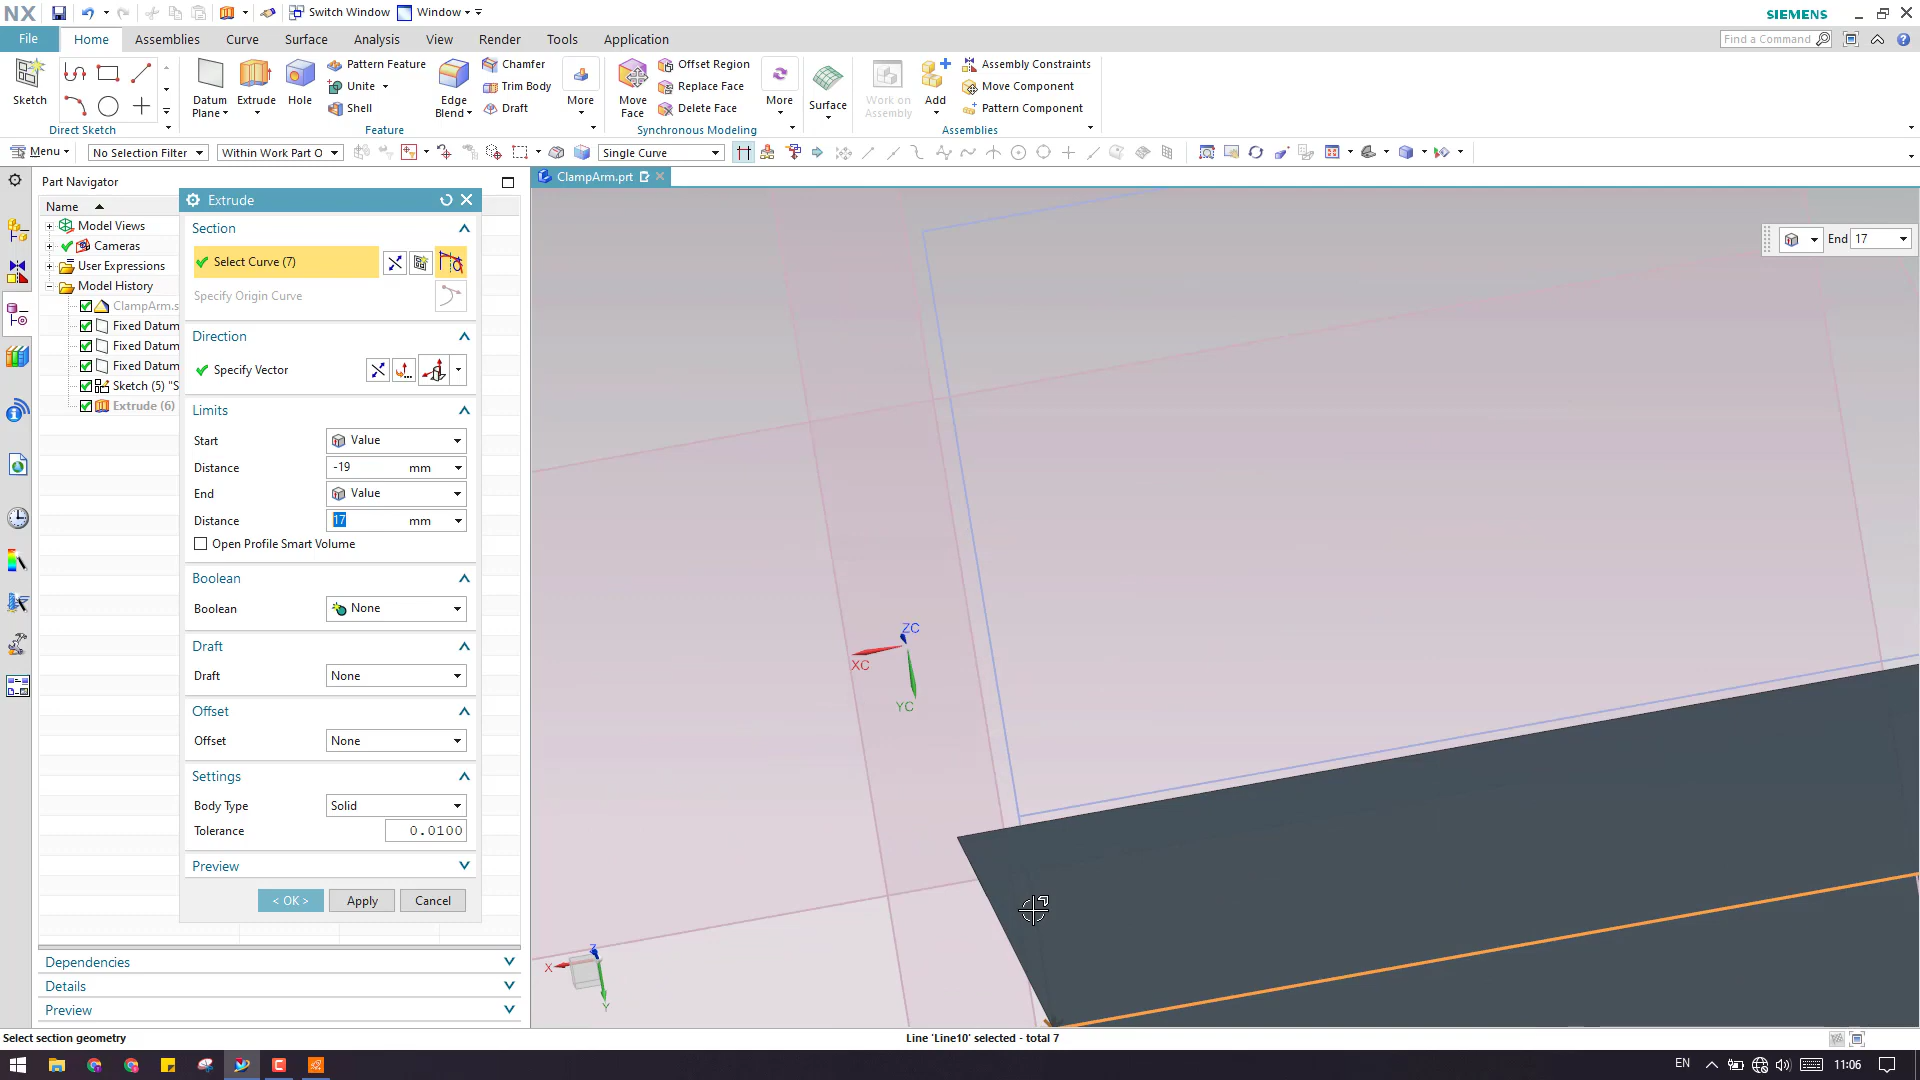 NX
Switch Window
Window
SIEMENS
File
Home
Assemblies
Curve
Surface
Analysis
View
Render
Tools
Application
Find a Command
Sketch
Direct Sketch
Datum Plane
Extrude
Hole
Pattern Feature
Unite
Shell
Edge Blend
Chamfer
Trim Body
Draft
More
Feature
Move Face
Offset Region
Replace Face
Delete Face
More
Synchronous Modeling
Surface
Work on Assembly
Add
Assembly Constraints
Move Component
Pattern Component
Assemblies
Menu
No Selection Filter
Within Work Part O
Single Curve
Part Navigator
Name
Model Views
Cameras
User Expressions
Model History
ClampArm.s
Fixed Datum
Fixed Datum
Fixed Datum
Sketch (5) "S
Extrude (6)
Dependencies
Details
Preview
Extrude
Section
Select Curve (7)
Specify Origin Curve
Direction
Specify Vector
Limits
Start
Value
Distance
-19
mm
End
Value
Distance
17
mm
Open Profile Smart Volume
Boolean
Boolean
None
Draft
Draft
None
Offset
Offset
None
Settings
Body Type
Solid
Tolerance
0.0100
Preview
< OK >
Apply
Cancel
ClampArm.prt
End
17
ZC
XC
YC
Z
X
Y
Select section geometry
Line 'Line10' selected - total 7
EN
11:06